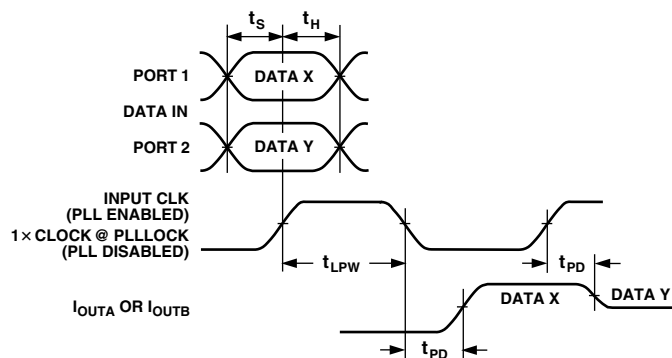 tS tH
PORT 1
DATA X
DATA IN
PORT 2
DATA Y
INPUT CLK
(PLL ENABLED)
1× CLOCK @ PLLLOCK
(PLL DISABLED)
tLPW
tPD
IOUTA OR IOUTB
DATA X
DATA Y
tPD